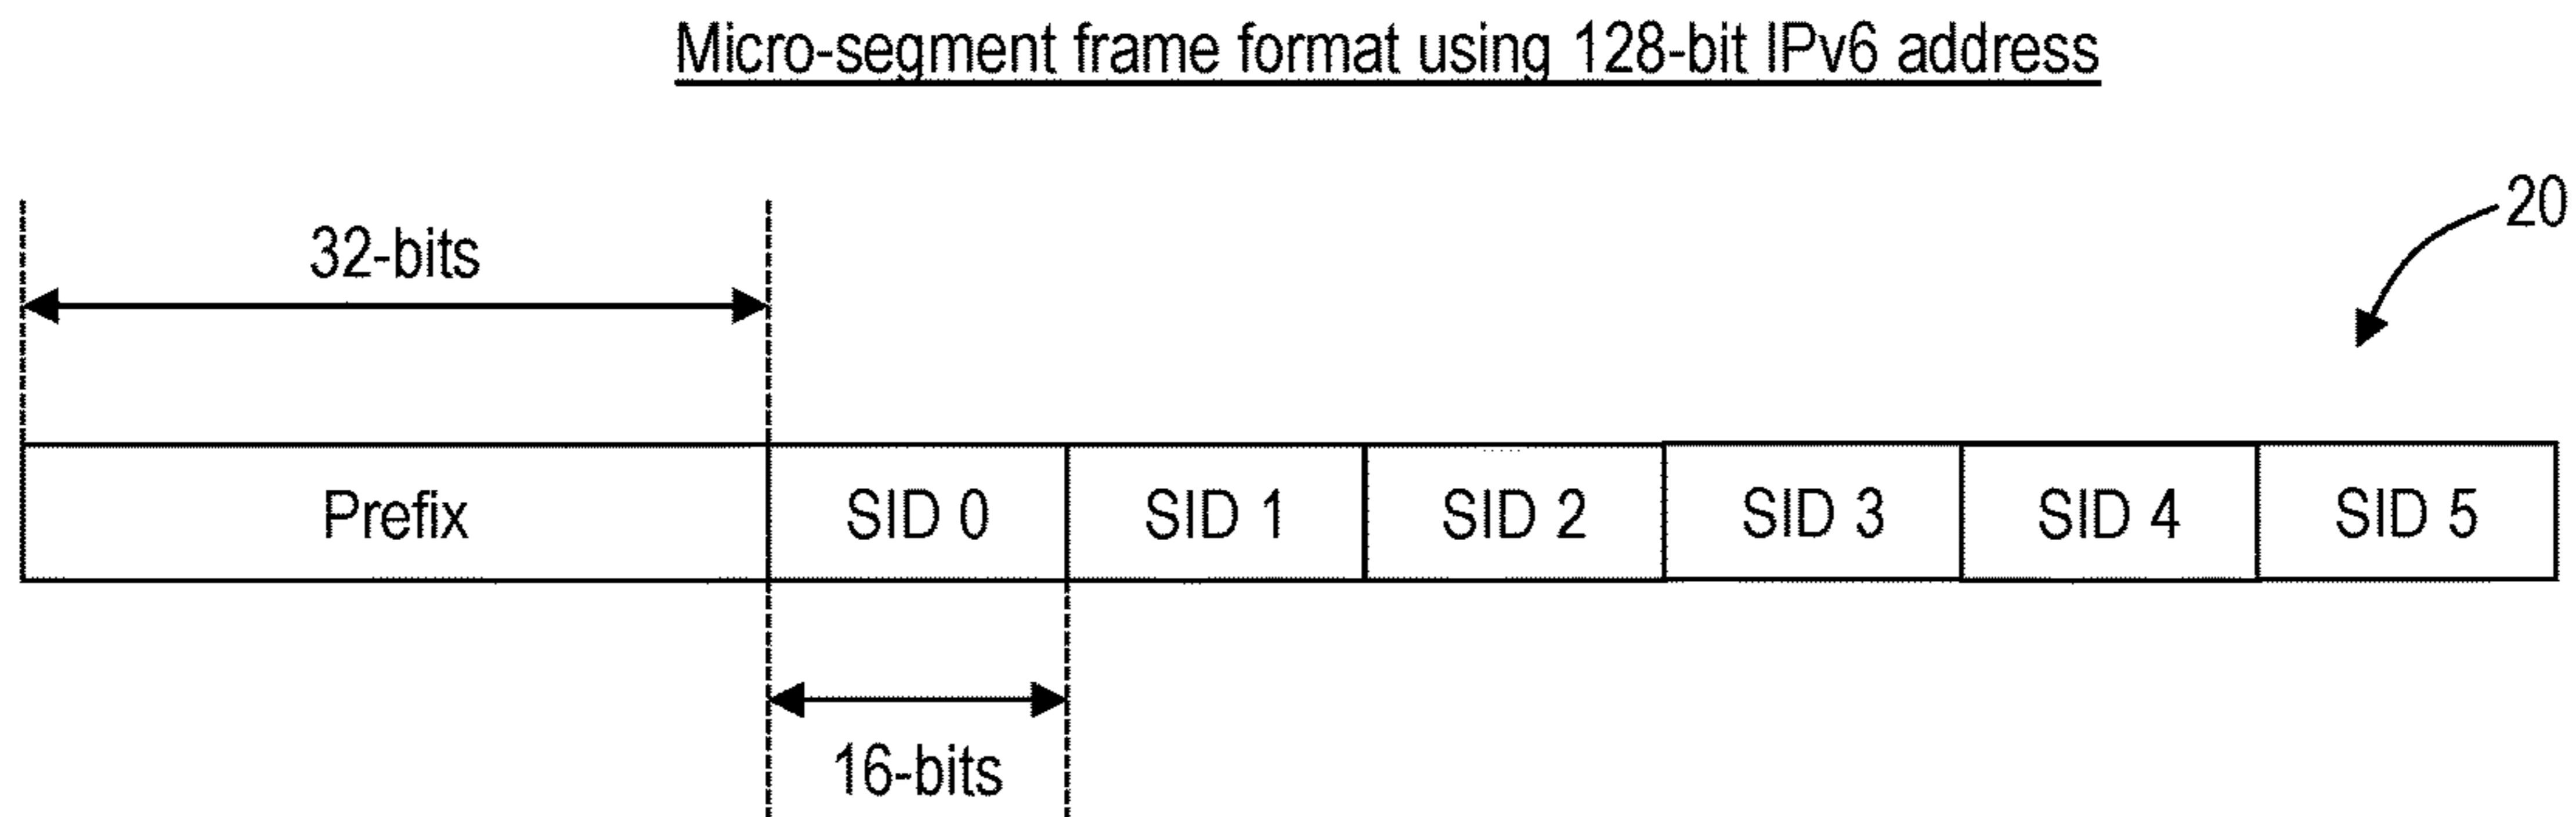 Micro-segment frame format using 128-bit IPv6 address
20
32-bits
Prefix SID 0 SID 1 SID 2 SID 3 SID 4 SID 5
16-bits